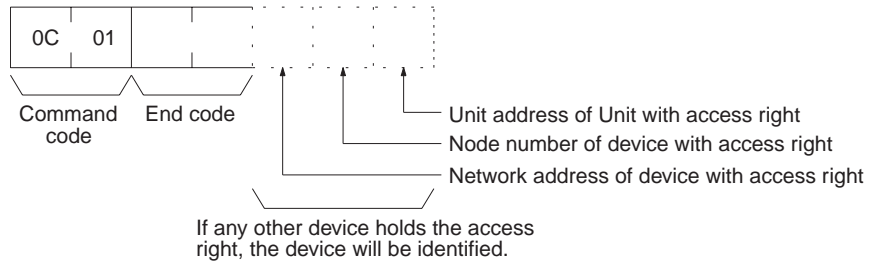 0C 01
Command
code
End code
Unit address of Unit with access right
Node number of device with access right
Network address of device with access right
If any other device holds the access
right, the device will be identified.